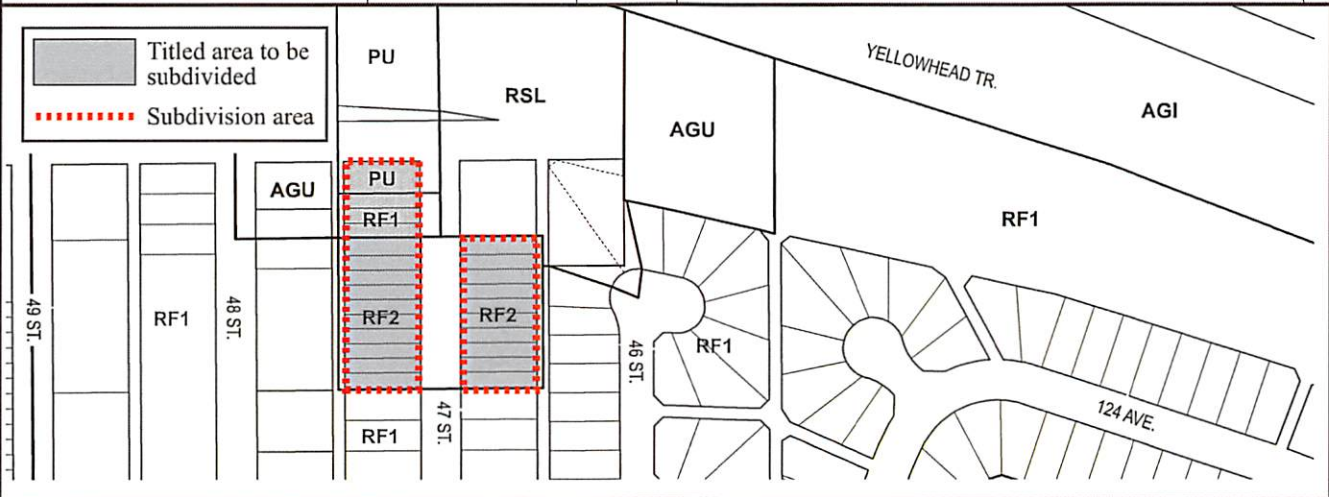 Titled area to be
subdivided
Subdivision area
PU
RSL
AGU
YELLOWHEAD TR.
AGI
AGU
PU
RF1
RF1
49 ST.
RF1
48 ST.
RF2
RF2
46 ST.
RF1
47 ST.
RF1
124 AVE.